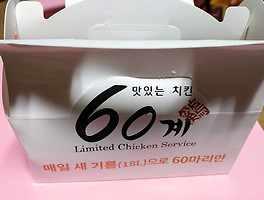 맛있는 치킨
60계
Limited Chicken Service
매일 새 기름(18L)으로 60마리만